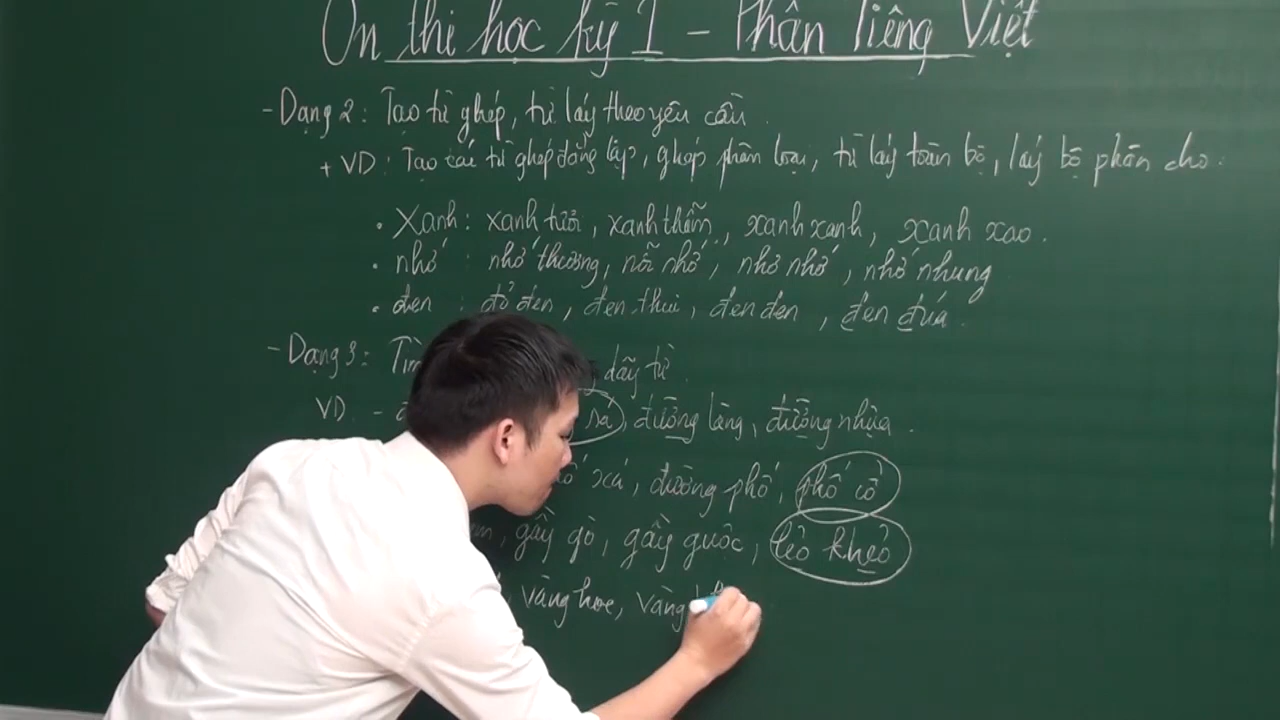 Ôn thi học kỳ I - Phần Tiếng Việt
- Dạng 2: Tạo từ ghép, từ láy theo yêu cầu.
+ VD: Tạo các từ ghép đẳng lập, ghép phân loại, từ láy toàn bộ, láy bộ phận cho:
• Xanh: xanh tươi, xanh thẫm, xanh xanh, xanh xao.
• nhớ : nhớ thương, nỗi nhớ, nho nhớ, nhớ nhung
• đen : đỏ đen, đen thui, đen đen, đen đúa.
- Dạng 3: dãy từ.
VD. - sá, đường làng, đường nhựa.
xá, đường phố, phố cổ
gầy gò, gầy guộc, lẻo khẻo
, vàng hoe, vàng